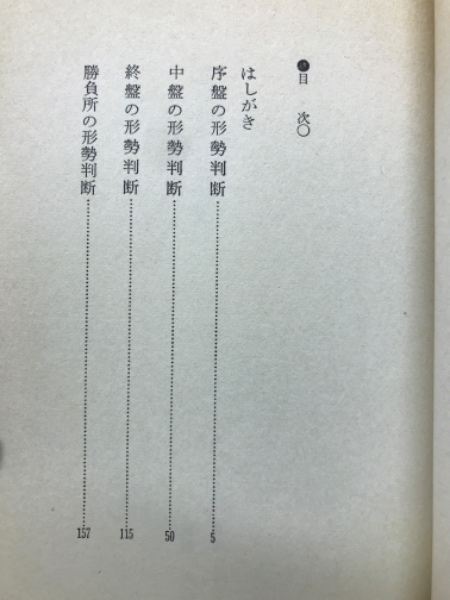 ●目次○
はしがき
序盤の形勢判断……………………5
中盤の形勢判断……………………50
終盤の形勢判断……………………115
勝負所の形勢判断……………………157